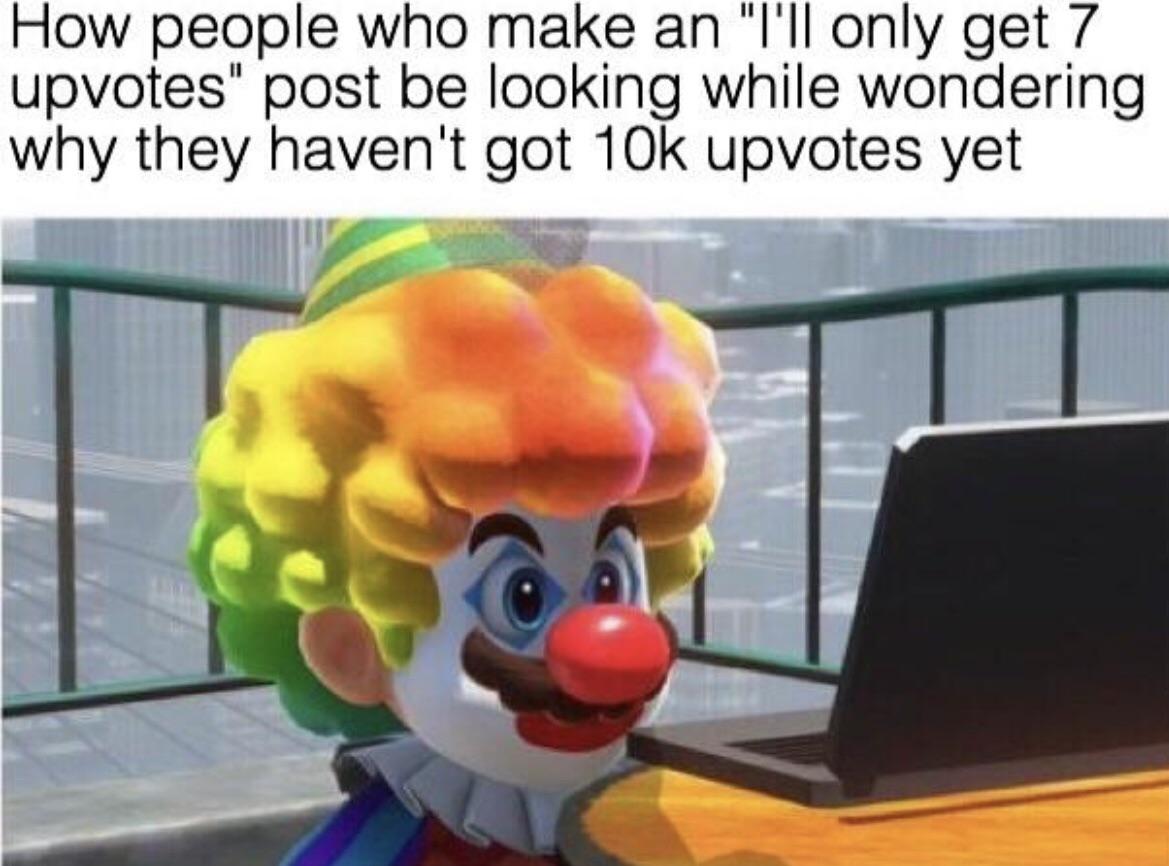 How people who make an "I'll only get 7
upvotes" post be looking while wondering
why they haven't got 10k upvotes yet